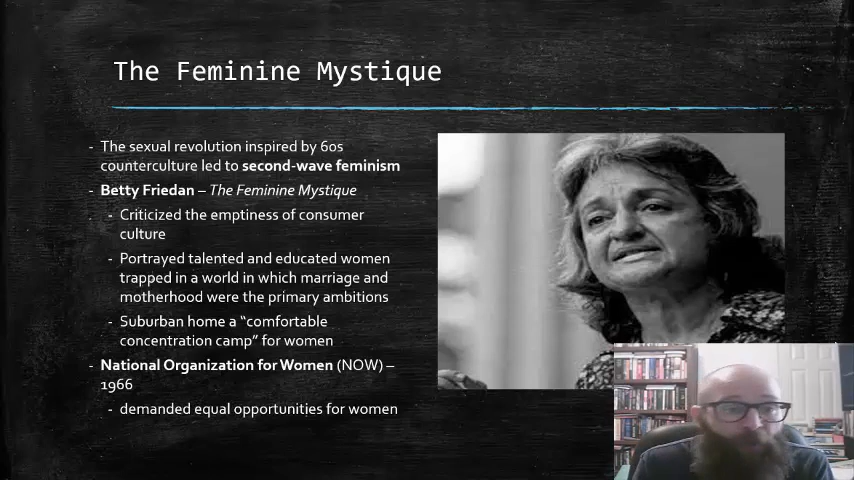 The Feminine Mystique
- The sexual revolution inspired by 60s
counterculture led to second-wave feminism
- Betty Friedan – The Feminine Mystique
- Criticized the emptiness of consumer
culture
- Portrayed talented and educated women
trapped in a world in which marriage and
motherhood were the primary ambitions
- Suburban home a “comfortable
concentration camp” for women
- National Organization for Women (NOW) –
1966
- demanded equal opportunities for women